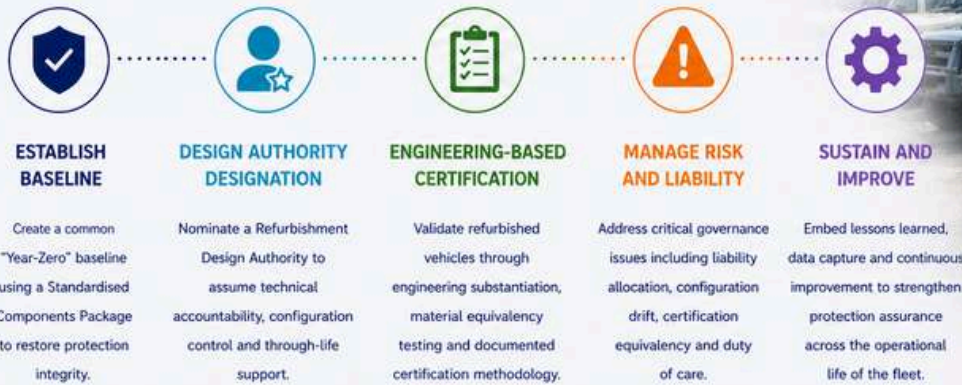 ESTABLISH
BASELINE
Create a common
"Year-Zero" baseline
using a Standardised
Components Package
to restore protection
integrity.
DESIGN AUTHORITY
DESIGNATION
Nominate a Refurbishment
Design Authority to
assume technical
accountability, configuration
control and through-life
support.
ENGINEERING-BASED
CERTIFICATION
Validate refurbished
vehicles through
engineering substantiation,
material equivalency
testing and documented
certification methodology.
MANAGE RISK
AND LIABILITY
Address critical governance
issues including liability
allocation, configuration
drift, certification
equivalency and duty
of care.
SUSTAIN AND
IMPROVE
Embed lessons learned,
data capture and continuous
improvement to strengthen
protection assurance
across the operational
life of the fleet.